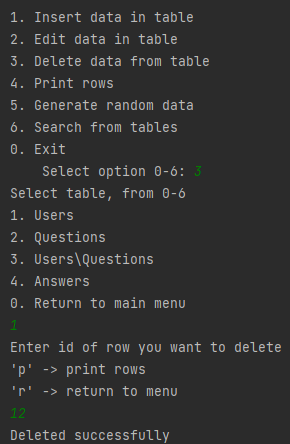 1. Insert data in table
2. Edit data in table
3. Delete data from table
4. Print rows
5. Generate random data
6. Search from tables
0. Exit
Select option 0-6: 3
Select table, from 0-6
1. Users
2. Questions
3. Users\Questions
4. Answers
0. Return to main menu
1
Enter id of row you want to delete
'p' -> print rows
'r' -> return to menu
12
Deleted successfully